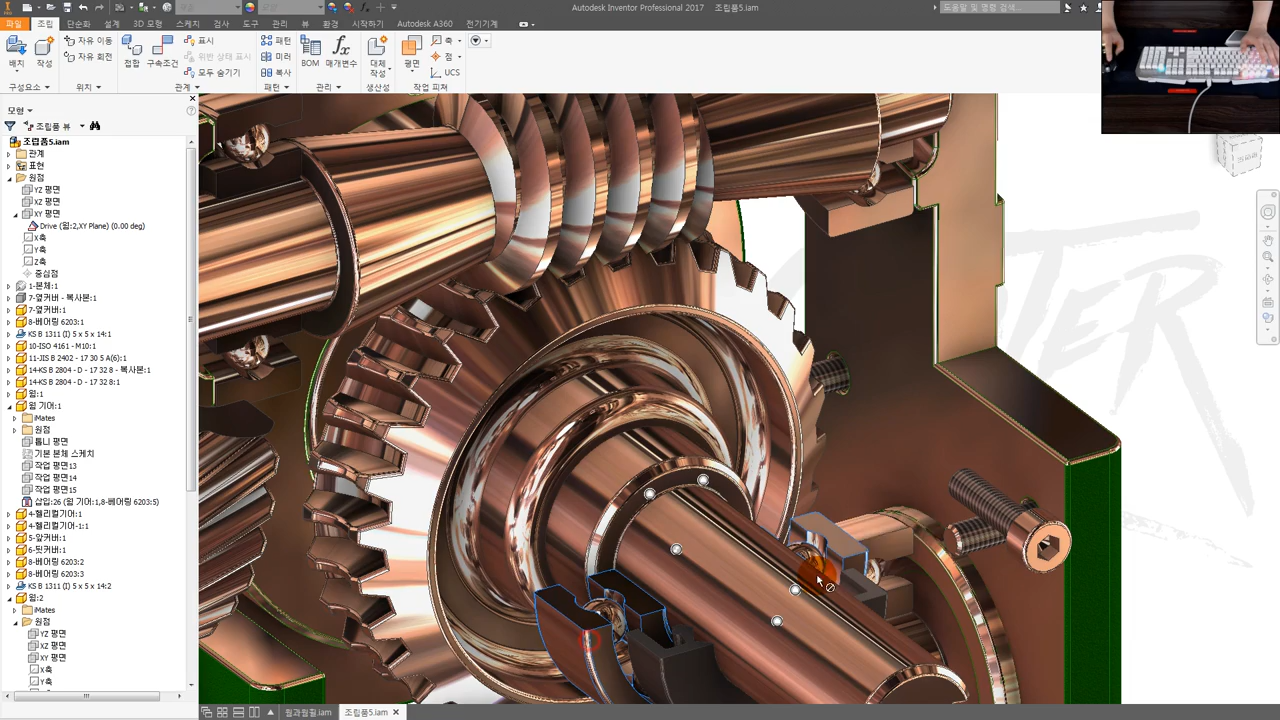 Autodesk Inventor Professional 2017 조립품5.iam
도움말 및 명령 검색...
파일 조립 설계 3D 모형 스케치 검사 도구 관리 뷰 환경 시작하기 Autodesk A360 전기기계
배치 작성 자유 이동 자유 회전
접합 구속조건 표시 위반 상태 표시 모두 숨기기
패턴 미러 복사
BOM 매개변수 대체 작성 평면 축 점 UCS
구성요소 위치 관계 패턴 관리 생산성 작업 피쳐
모형
조립품 뷰
조립품5.iam
관계
표현
원점
YZ 평면
XZ 평면
XY 평면
Drive (웜:2,XY Plane) (0.00 deg)
X축
Y축
Z축
중심점
1-본체:1
7-옆커버 - 복사본:1
7-옆커버:1
8-베어링 6203:1
KS B 1311 (I) 5 x 5 x 14:1
10-ISO 4161 - M10:1
11-JIS B 2402 - 17 30 5 A(6):1
14-KS B 2804 - D - 17 32 8 - 복사본:1
14-KS B 2804 - D - 17 32 8:1
웜:1
웜 기어:1
iMates
원점
톱니 평면
기본 본체 스케치
작업 평면13
작업 평면14
작업 평면15
삽입:26 (웜 기어:1,8-베어링 6203:5)
4-헬리컬기어:1
4-헬리컬기어-1:1
5-앞커버:1
6-뒷커버:1
8-베어링 6203:2
8-베어링 6203:3
KS B 1311 (I) 5 x 5 x 14:2
웜:2
iMates
원점
YZ 평면
XZ 평면
XY 평면
X축
Y축
TER
웜과웜휠.iam 조립품5.iam